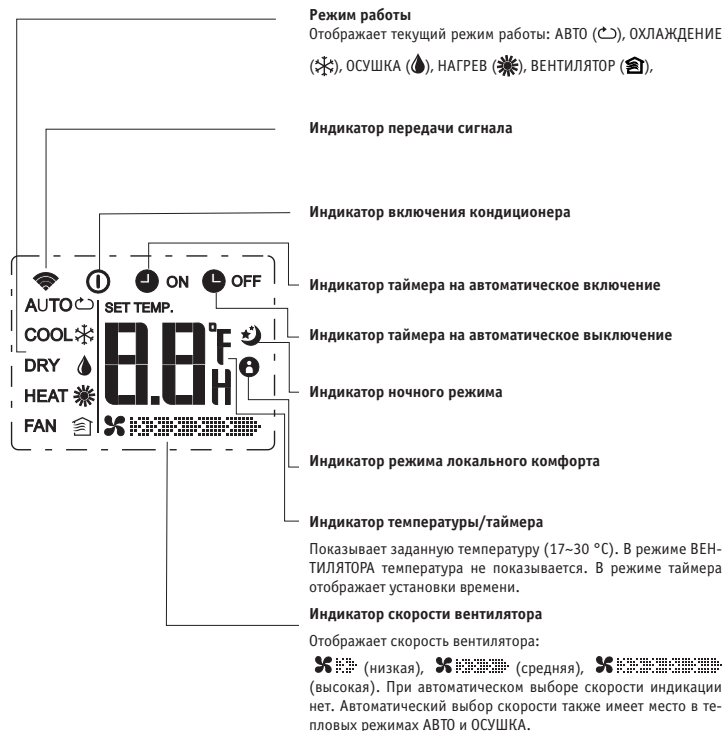 Режим работы
Отображает текущий режим работы: АВТО (), ОХЛАЖДЕНИЕ
(), ОСУШКА (), НАГРЕВ (), ВЕНТИЛЯТОР (),
Индикатор передачи сигнала
Индикатор включения кондиционера
Индикатор таймера на автоматическое включение
Индикатор таймера на автоматическое выключение
Индикатор ночного режима
Индикатор режима локального комфорта
Индикатор температуры/таймера
Показывает заданную температуру (17~30 °C). В режиме ВЕН-
ТИЛЯТОРА температура не показывается. В режиме таймера
отображает установки времени.
Индикатор скорости вентилятора
Отображает скорость вентилятора:
(низкая), (средняя),
(высокая). При автоматическом выборе скорости индикации
нет. Автоматический выбор скорости также имеет место в те-
пловых режимах АВТО и ОСУШКА.
ON OFF
AUTO SET TEMP.
COOL
DRY
HEAT
FAN
8.8 °F
H